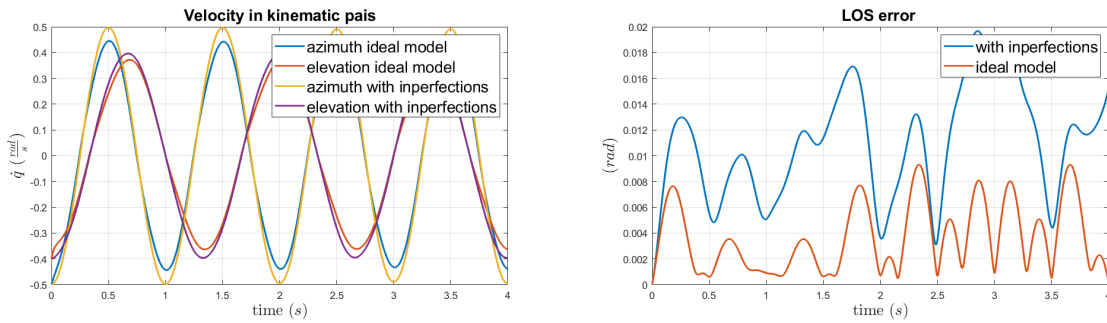 Velocity in kinematic pais
0.5
0.4
0.3
0.2
0.1
0
-0.1
-0.2
-0.3
-0.4
-0.5
q̇ (rad/s)
azimuth ideal model
elevation ideal model
azimuth with inperfections
elevation with inperfections
0 0.5 1 1.5 2 2.5 3 3.5 4
time (s)
LOS error
0.02
0.018
0.016
0.014
0.012
0.01
0.008
0.006
0.004
0.002
0
(rad)
with inperfections
ideal model
0 0.5 1 1.5 2 2.5 3 3.5 4
time (s)